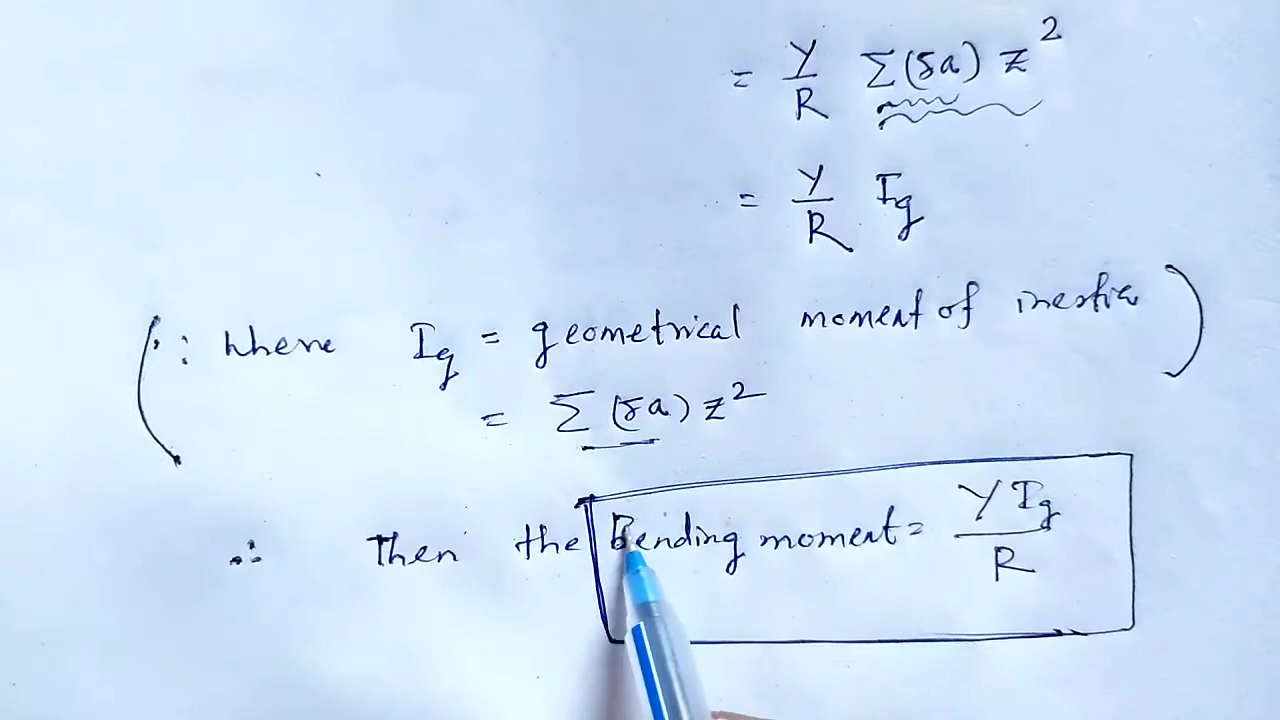 = Y/R Σ(δa) z²
= Y/R Ig
(∵ Where Ig = geometrical moment of inertia)
= Σ (δa) z²
∴ Then the Bending moment = Y Ig / R